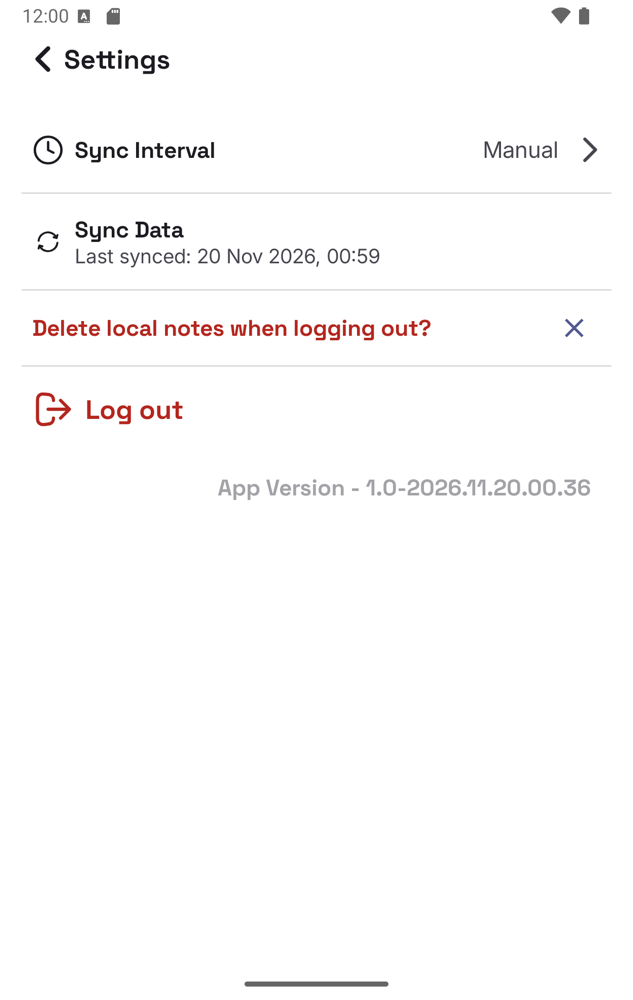 12:00
Settings
Sync Interval Manual
Sync Data
Last synced: 20 Nov 2026, 00:59
Delete local notes when logging out?
Log out
App Version - 1.0-2026.11.20.00.36